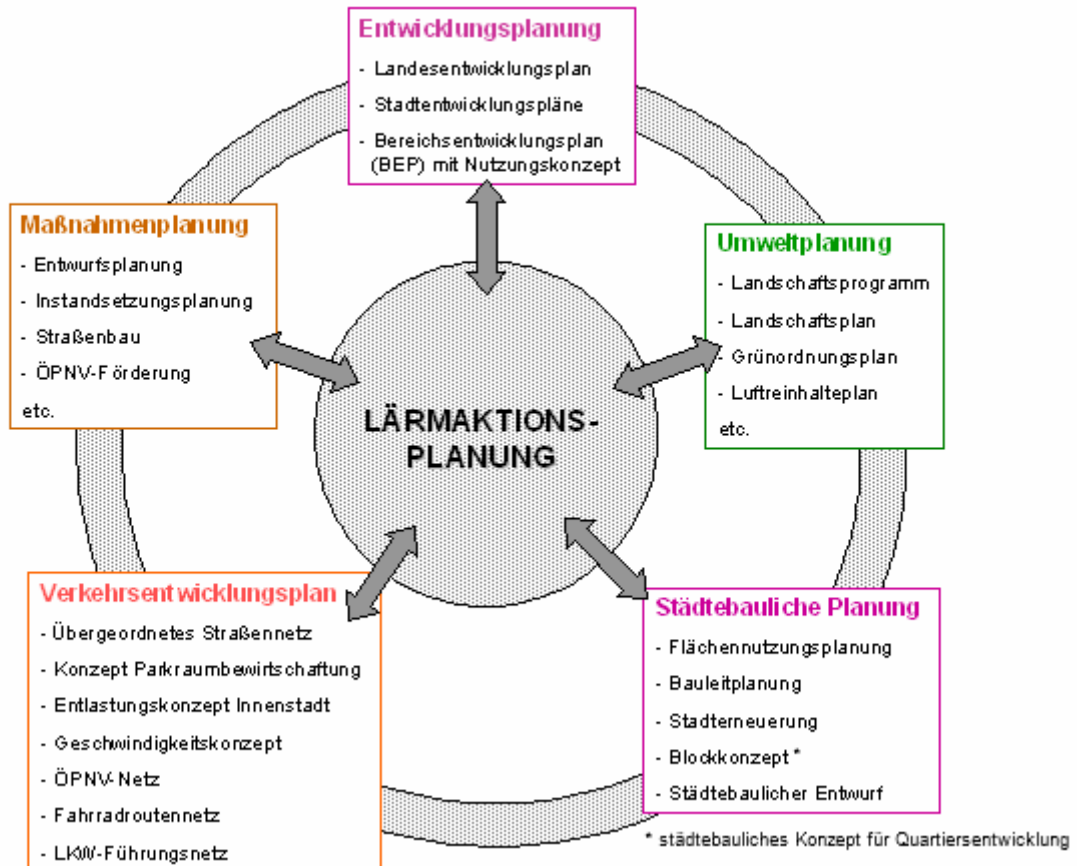 Entwicklungsplanung
- Landesentwicklungsplan
- Stadtentwicklungspläne
- Bereichsentwicklungsplan
(BEP) mit Nutzungskonzept
Maßnahmenplanung
- Entwurfsplanung
- Instandsetzungsplanung
- Straßenbau
- ÖPNV-Förderung
etc.
Umweltplanung
- Landschaftsprogramm
- Landschaftsplan
- Grünordnungsplan
- Luftreinhalteplan
etc.
LÄRMAKTIONS-
PLANUNG
Verkehrsentwicklungsplan
- Übergeordnetes Straßennetz
- Konzept Parkraumbewirtschaftung
- Entlastungskonzept Innenstadt
- Geschwindigkeitskonzept
- ÖPNV-Netz
- Fahrradroutennetz
- LKW-Führungsnetz
Städtebauliche Planung
- Flächennutzungsplanung
- Bauleitplanung
- Stadterneuerung
- Blockkonzept *
- Städtebaulicher Entwurf
* städtebauliches Konzept für Quartiersentwicklung